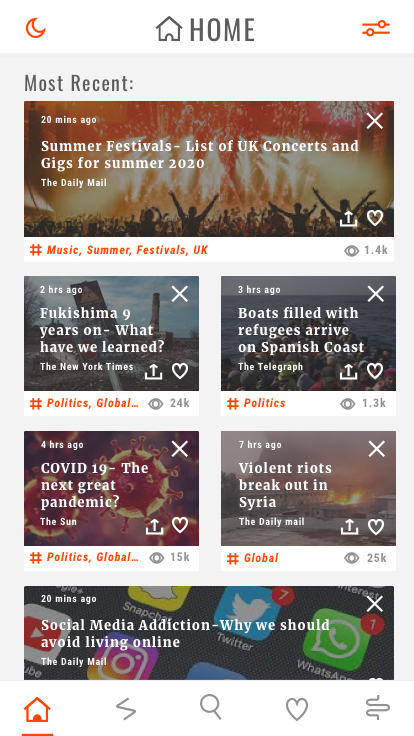 HOME
Most Recent:
20 mins ago
Summer Festivals- List of UK Concerts and
Gigs for summer 2020
The Daily Mail
# Music, Summer, Festivals, UK
1.4k
2 hrs ago
Fukishima 9
years on- What
have we learned?
The New York Times
# Politics, Global...
24k
3 hrs ago
Boats filled with
refugees arrive
on Spanish Coast
The Telegraph
# Politics
1.3k
4 hrs ago
COVID 19- The
next great
pandemic?
The Sun
# Politics, Global...
15k
7 hrs ago
Violent riots
break out in
Syria
The Daily mail
# Global
25k
20 mins ago
Social Media Addiction-Why we should
avoid living online
The Daily Mail
Snapchat
Twitter
7
WhatsApp
1